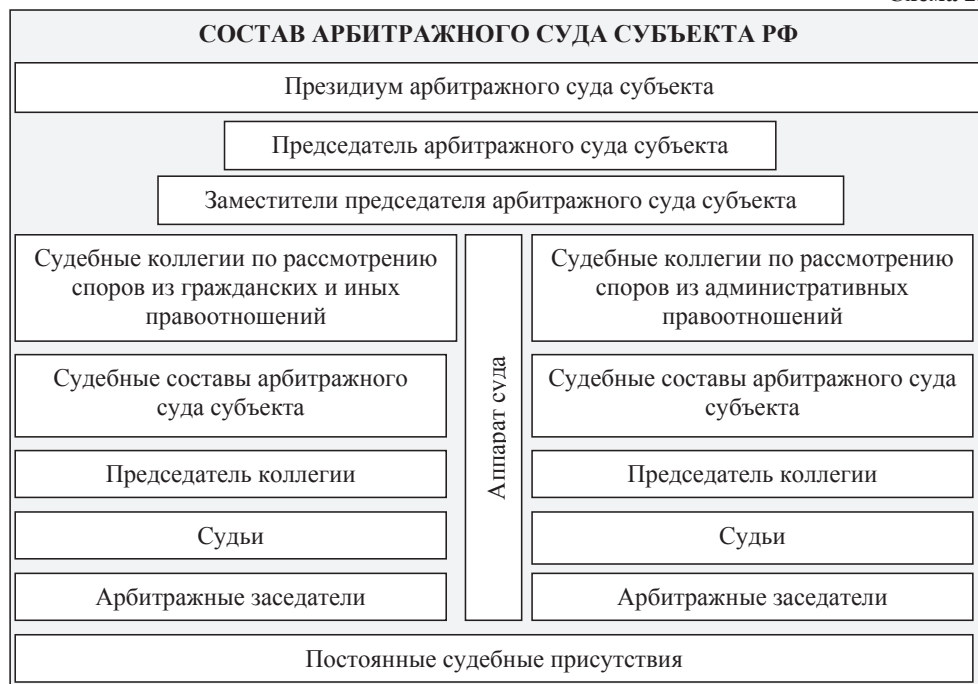 СОСТАВ АРБИТРАЖНОГО СУДА СУБЪЕКТА РФ
Президиум арбитражного суда субъекта
Председатель арбитражного суда субъекта
Заместители председателя арбитражного суда субъекта
Судебные коллегии по рассмотрению
споров из гражданских и иных
правоотношений
Судебные составы арбитражного
суда субъекта
Председатель коллегии
Судьи
Арбитражные заседатели
Аппарат суда
Судебные коллегии по рассмотрению
споров из административных
правоотношений
Судебные составы арбитражного суда
субъекта
Председатель коллегии
Судьи
Арбитражные заседатели
Постоянные судебные присутствия